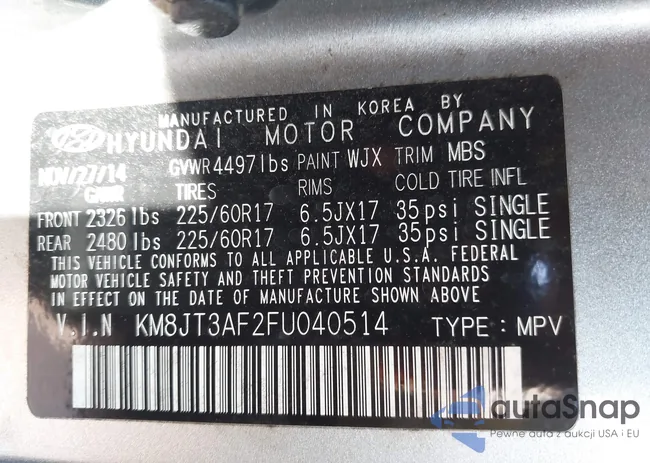 MANUFACTURED IN KOREA BY
HYUNDAI MOTOR COMPANY
NOV/27/14 GVWR 4497lbs PAINT WJX TRIM MBS
GAWR TIRES RIMS COLD TIRE INFL
FRONT 2326 lbs 225/60R17 6.5JX17 35psi SINGLE
REAR 2480 lbs 225/60R17 6.5JX17 35psi SINGLE
THIS VEHICLE CONFORMS TO ALL APPLICABLE U.S.A. FEDERAL
MOTOR VEHICLE SAFETY AND THEFT PREVENTION STANDARDS
IN EFFECT ON THE DATE OF MANUFACTURE SHOWN ABOVE
V.I.N KM8JT3AF2FU040514 TYPE : MPV
autaSnap
Pewne auta z aukcji USA i EU